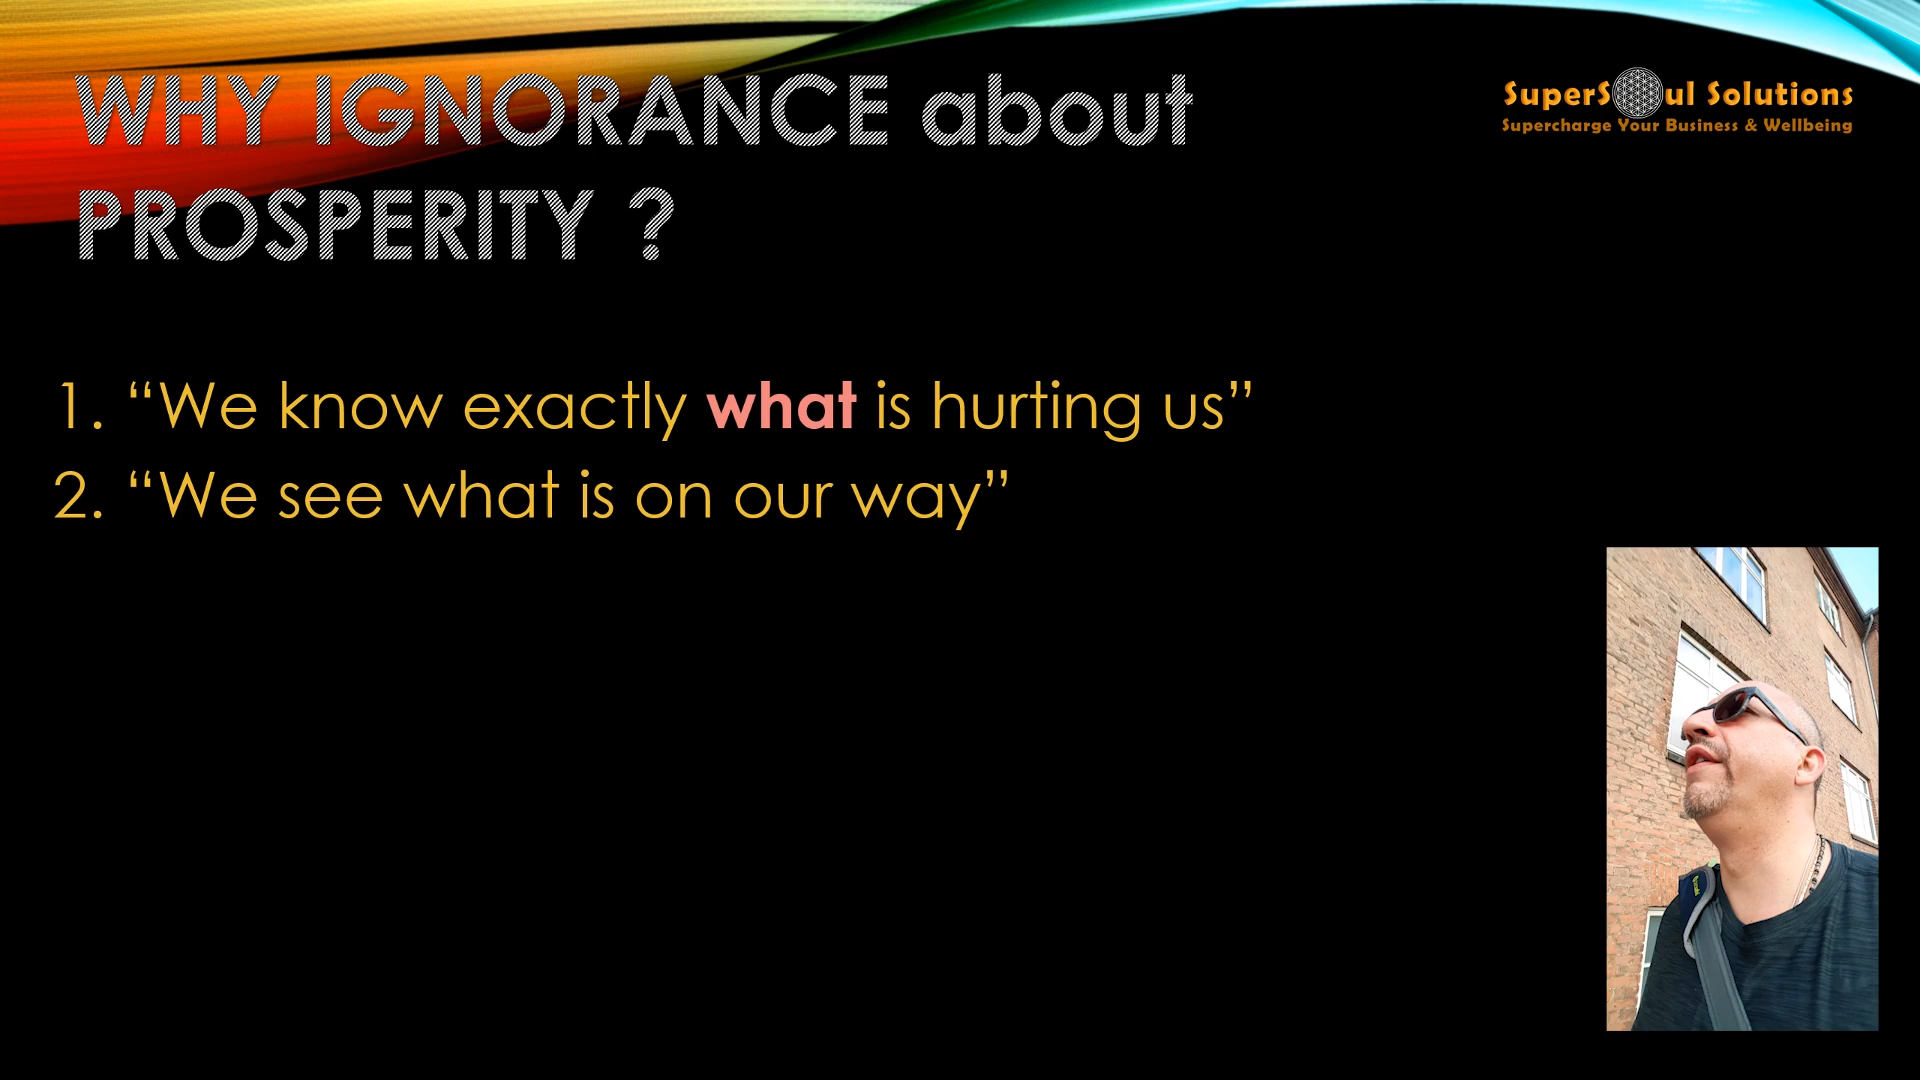 WHY IGNORANCE about
PROSPERITY ?
SuperSoul Solutions
Supercharge Your Business & Wellbeing
1. “We know exactly what is hurting us”
2. “We see what is on our way”